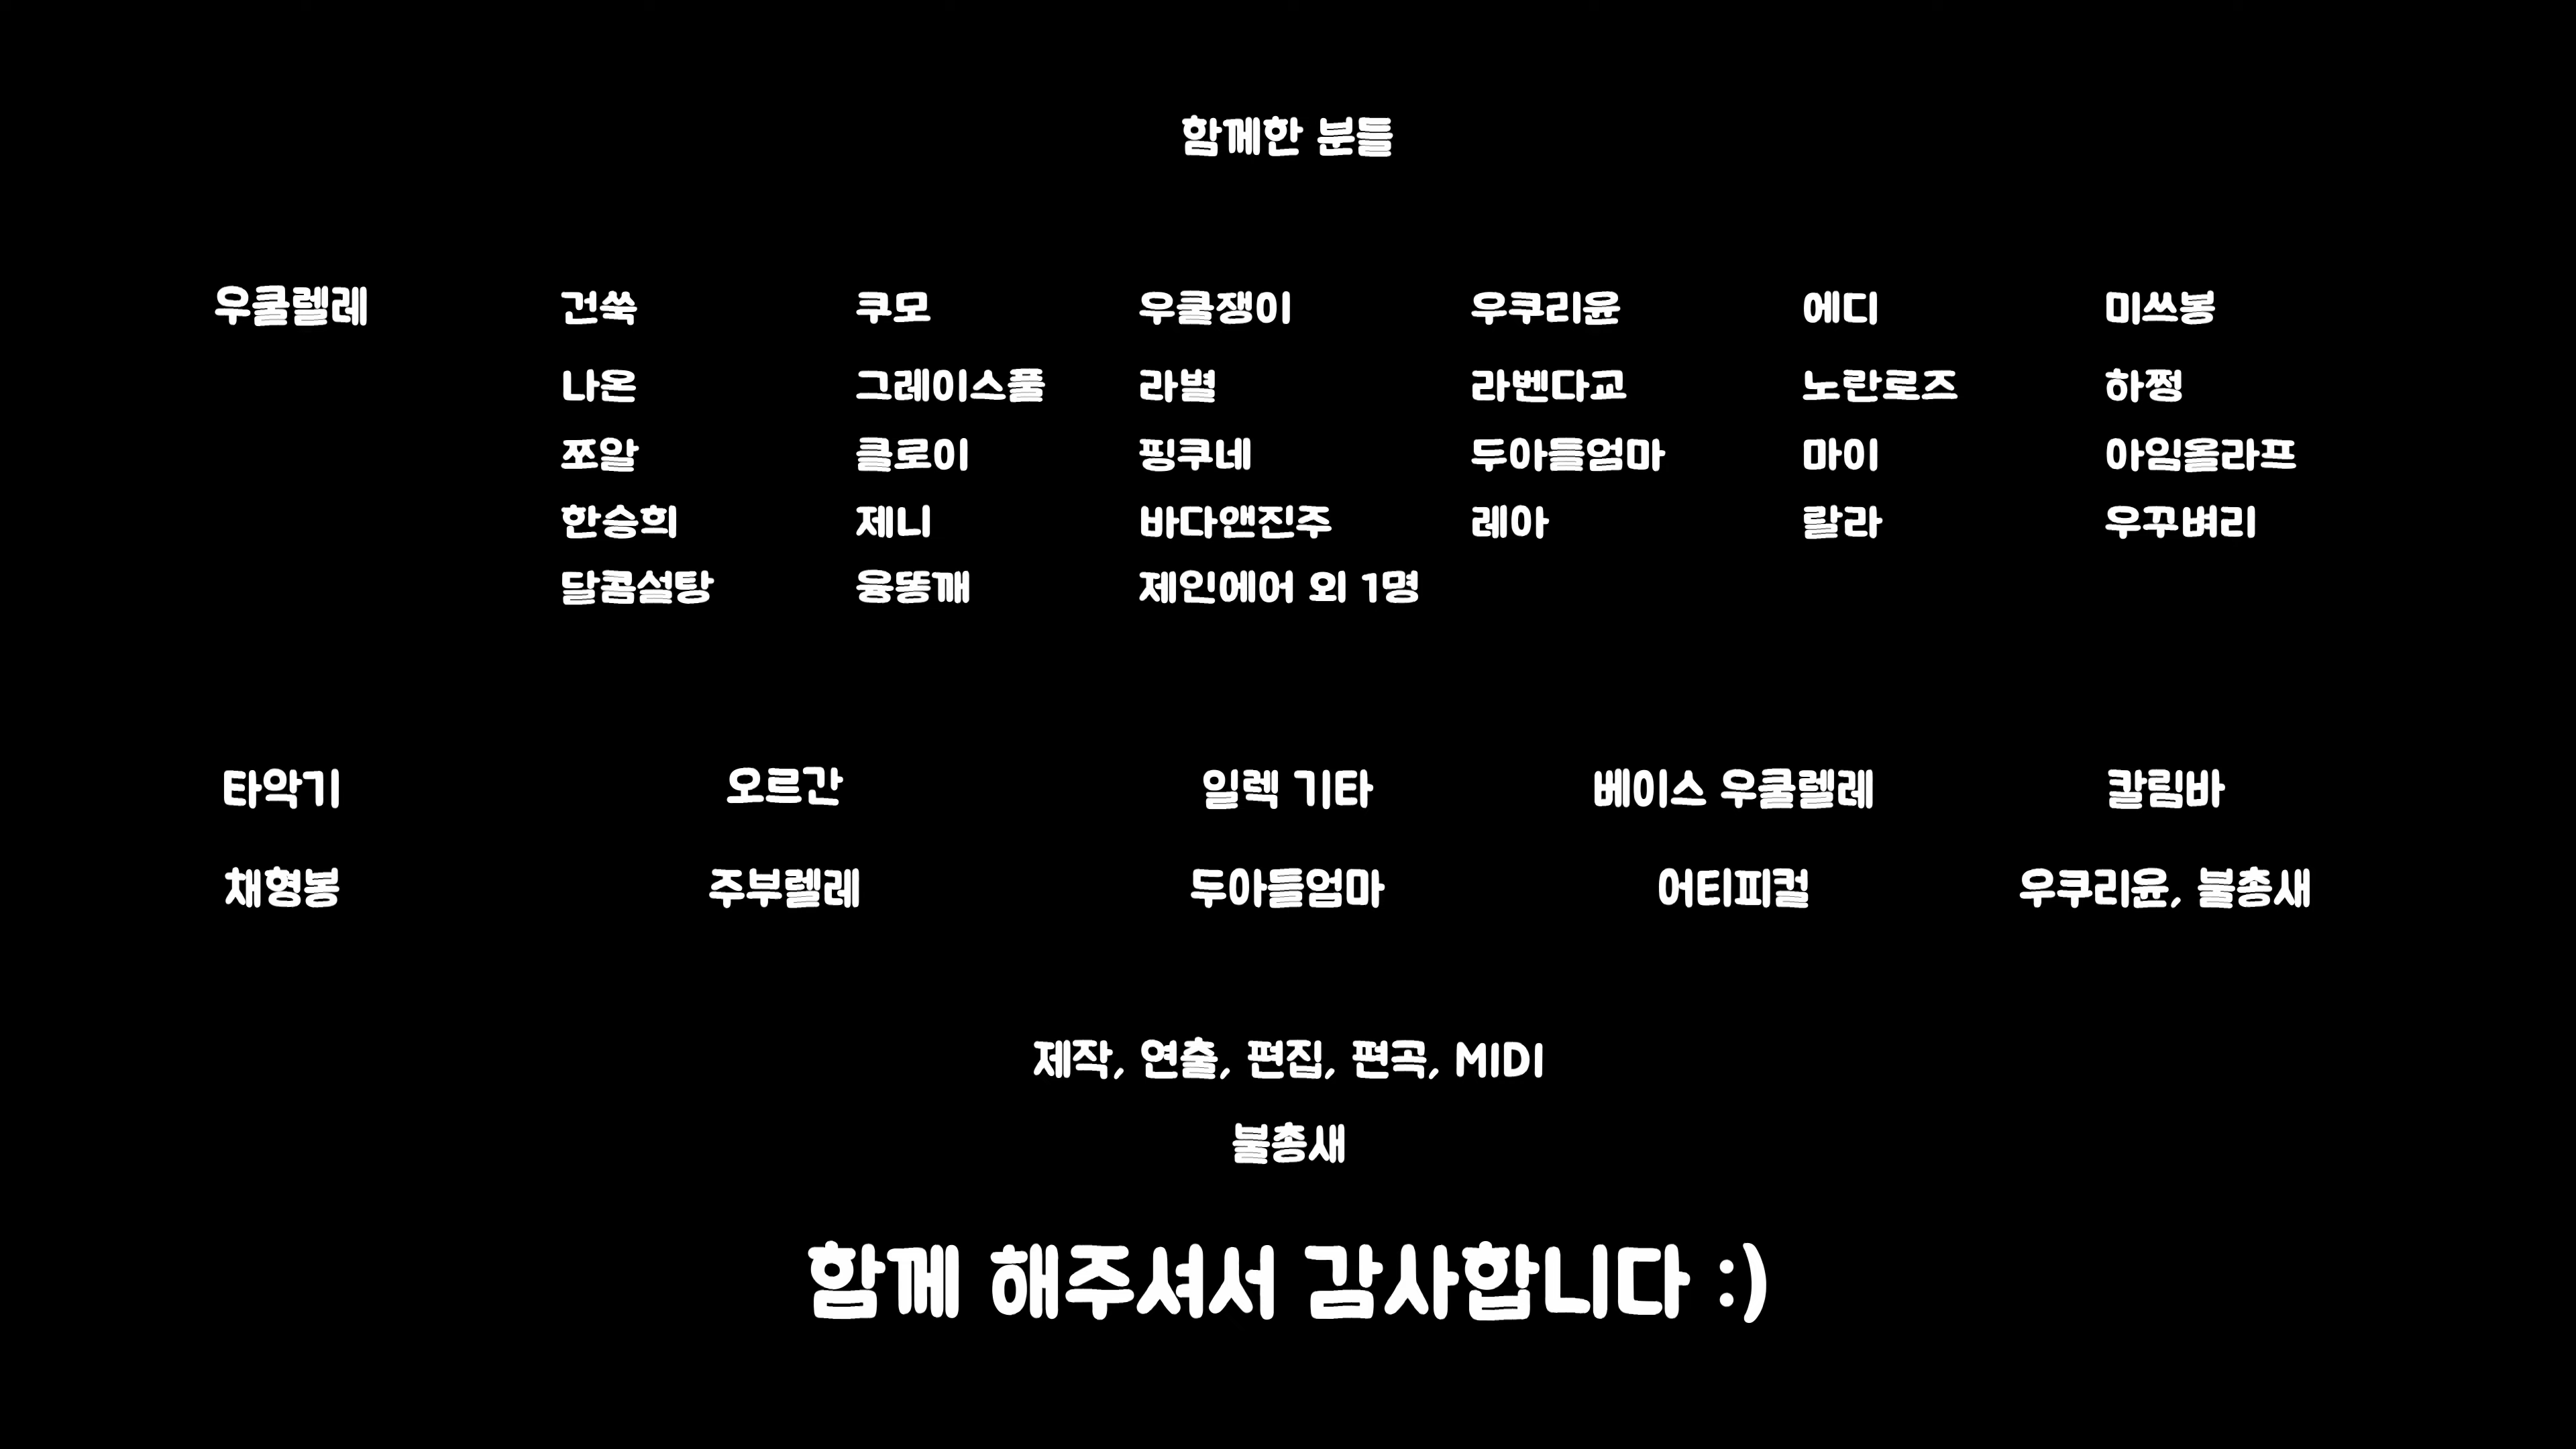 함께한 분들
우쿨렐레 건쑥 쿠모 우쿨쟁이 우쿠리윤 에디 미쓰봉
나온 그레이스풀 라별 라벤다교 노란로즈 하쩡
쪼알 클로이 핑쿠네 두아들엄마 마이 아임올라프
한승희 제니 바다앤진주 레아 랄라 우꾸벼리
달콤설탕 융똥깨 제인에어 외 1명
타악기 오르간 일렉 기타 베이스 우쿨렐레 칼림바
채형봉 주부렐레 두아들엄마 어티피컬 우쿠리윤, 불총새
제작, 연출, 편집, 편곡, MIDI
불총새
함께 해주셔서 감사합니다 :)